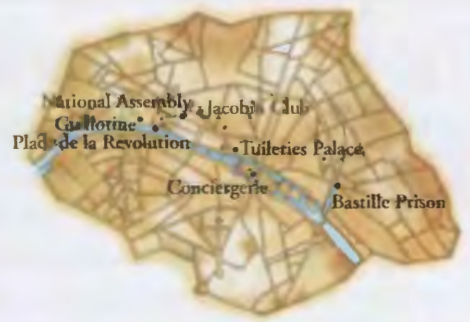 National Assembly
Jacobin Club
Guillotine
Place de la Revolution
Tuileries Palace
Conciergerie
Bastille Prison